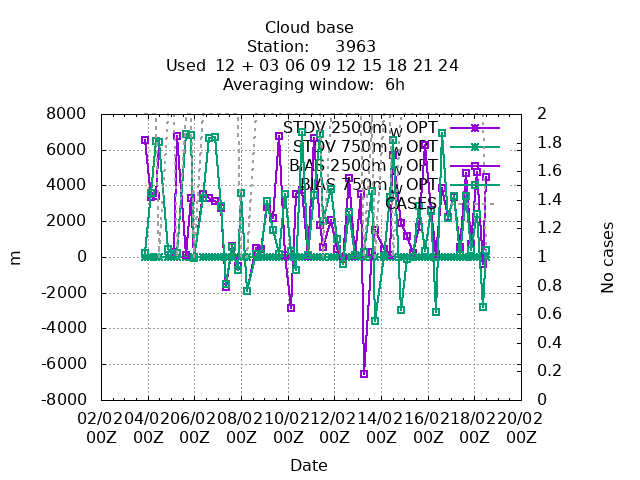 Cloud base
Station:     3963
Used  12 + 03 06 09 12 15 18 21 24
Averaging window:  6h
8000
6000
4000
2000
0
-2000
-4000
-6000
-8000
m
STDV 2500m_W OPT
STDV 750m_W OPT
BIAS 2500m_W OPT
BIAS 750m_W OPT
CASES
2
1.8
1.6
1.4
1.2
1
0.8
0.6
0.4
0.2
0
No cases
02/02 04/02 06/02 08/02 10/02 12/02 14/02 16/02 18/02 20/02
00Z 00Z 00Z 00Z 00Z 00Z 00Z 00Z 00Z 00Z
Date